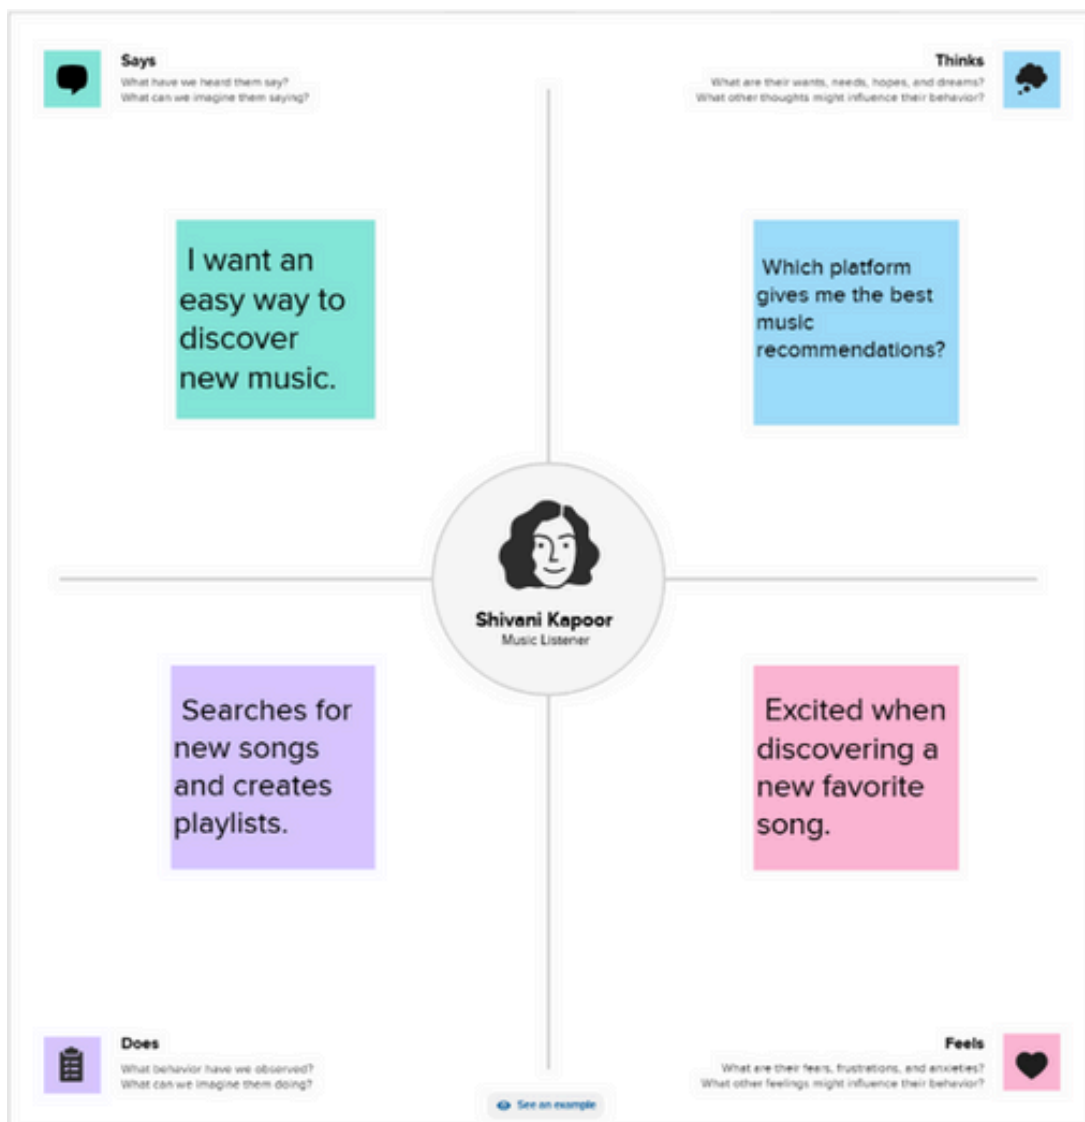 Says
What have we heard them say?
What can we imagine them saying?
Thinks
What are their wants, needs, hopes, and dreams?
What other thoughts might influence their behavior?
I want an
easy way to
discover
new music.
Which platform
gives me the best
music
recommendations?
Shivani Kapoor
Music Listener
Searches for
new songs
and creates
playlists.
Excited when
discovering a
new favorite
song.
Does
What behavior have we observed?
What can we imagine them doing?
Feels
What are their fears, frustrations, and anxieties?
What other feelings might influence their behavior?
See an example